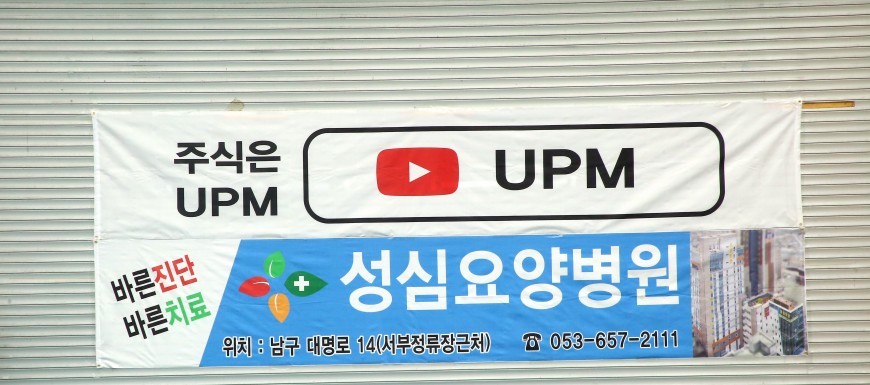 주식은
UPM
UPM
바른진단
바른치료
성심요양병원
위치 : 남구 대명로 14(서부정류장근처) ☎ 053-657-2111